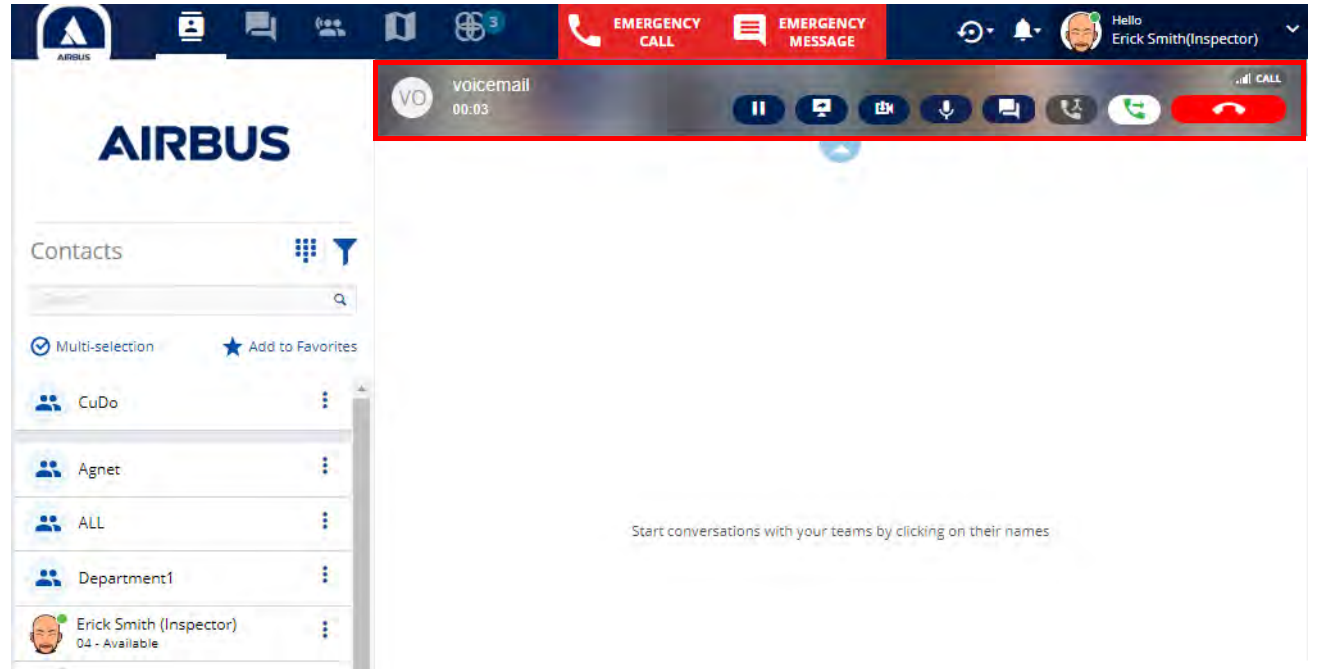 AIRBUS
3
EMERGENCY
CALL
EMERGENCY
MESSAGE
Hello
Erick Smith(Inspector)
VO
voicemail
00:03
CALL
AIRBUS
Contacts
Multi-selection
Add to Favorites
CuDo
Agnet
ALL
Department1
Erick Smith (Inspector)
04 - Available
Start conversations with your teams by clicking on their names